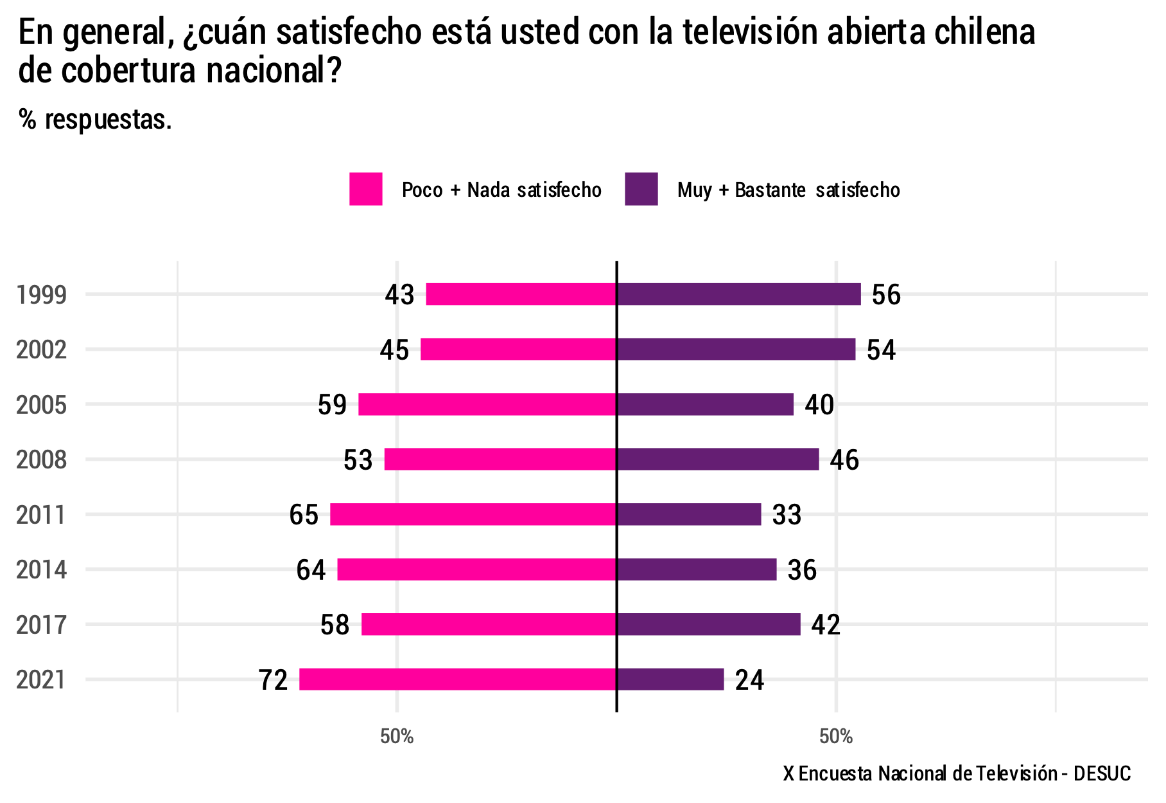 En general, ¿cuán satisfecho está usted con la televisión abierta chilena
de cobertura nacional?
% respuestas.
Poco + Nada satisfecho
Muy + Bastante satisfecho
1999 43 56
2002 45 54
2005 59 40
2008 53 46
2011 65 33
2014 64 36
2017 58 42
2021 72 24
50% 50%
X Encuesta Nacional de Televisión - DESUC